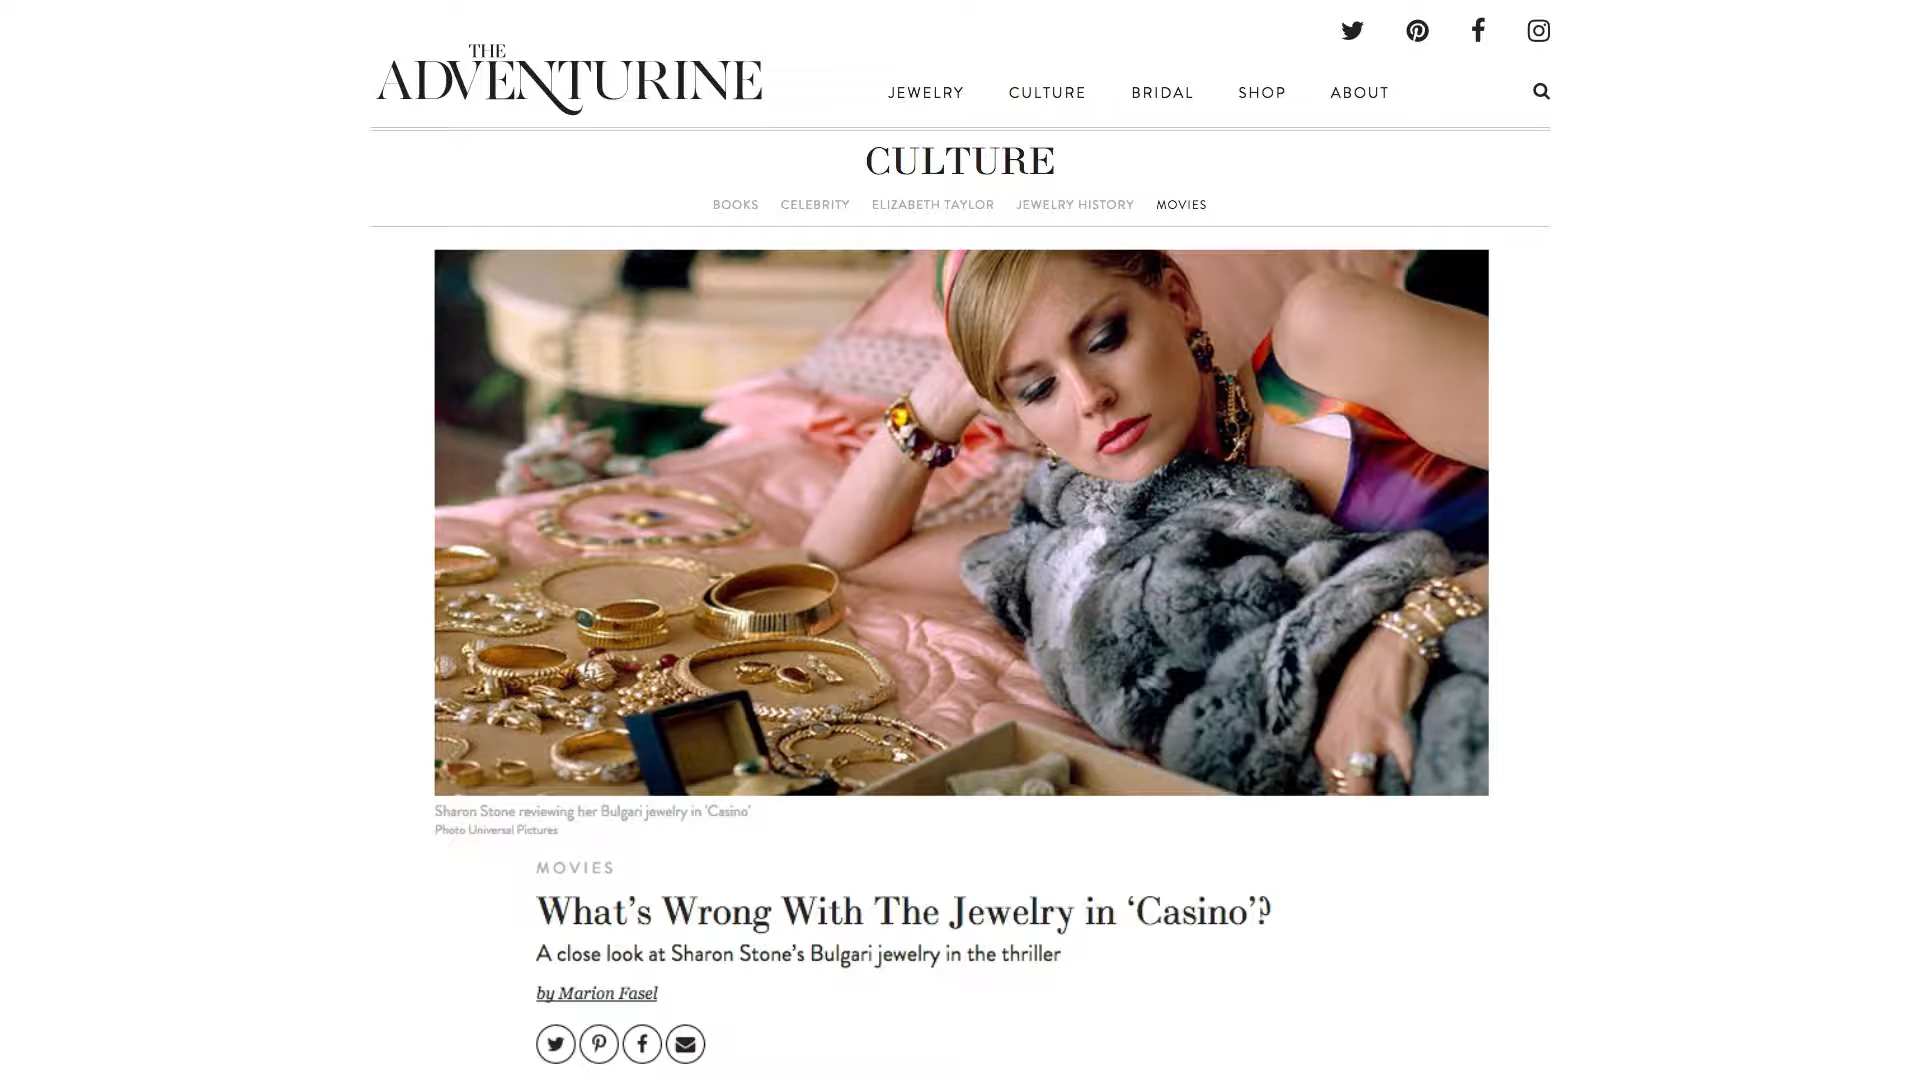 THE
ADVENTURINE
JEWELRY CULTURE BRIDAL SHOP ABOUT
CULTURE
BOOKS CELEBRITY ELIZABETH TAYLOR JEWELRY HISTORY MOVIES
Sharon Stone reviewing her Bulgari jewelry in 'Casino'
Photo Universal Pictures
MOVIES
What's Wrong With The Jewelry in 'Casino'?
A close look at Sharon Stone's Bulgari jewelry in the thriller
by Marion Fasel